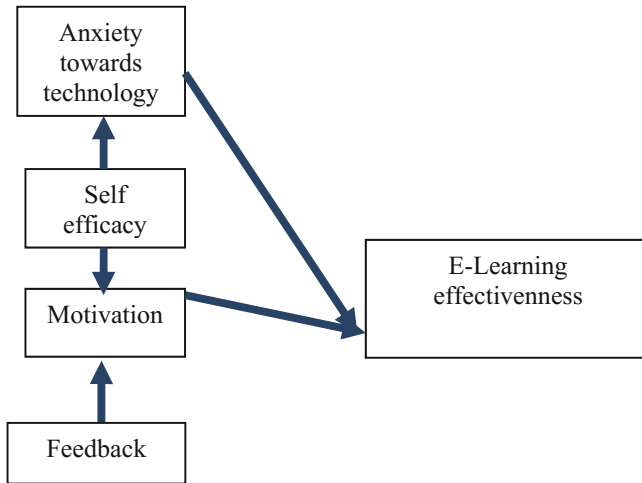 Anxiety
towards
technology
Self
efficacy
Motivation
Feedback
E-Learning
effectivenness